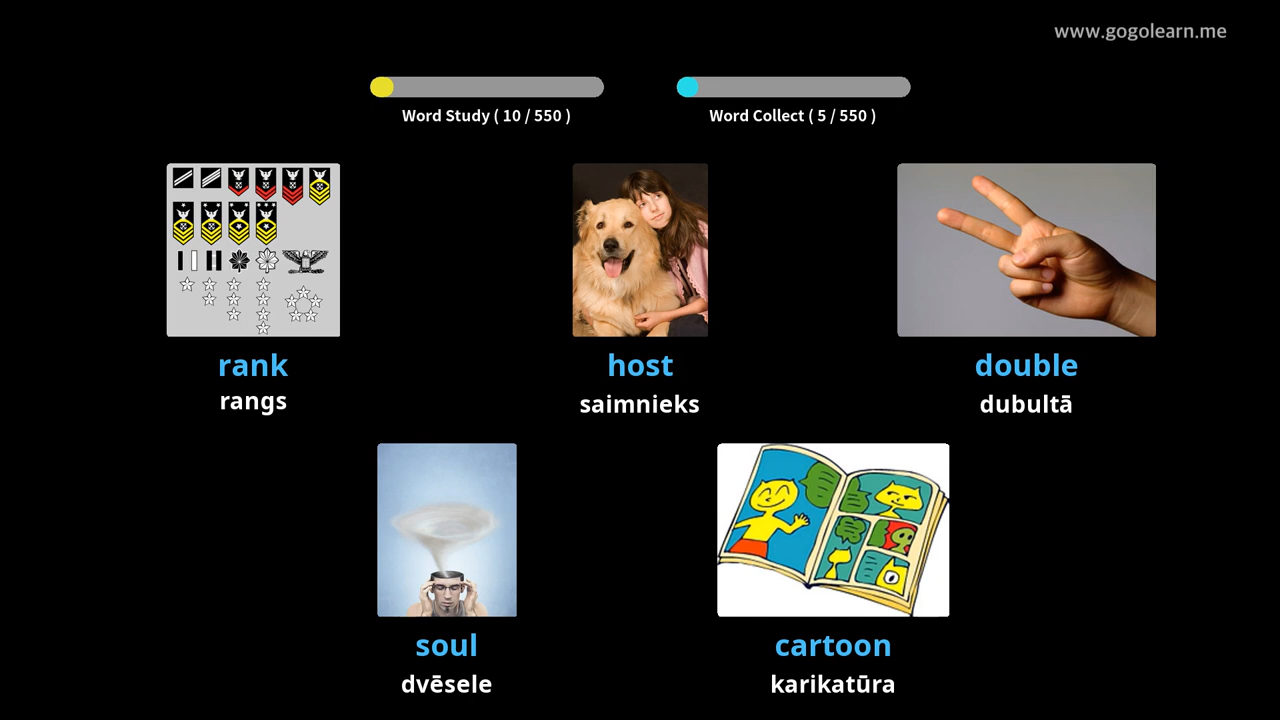 www.gogolearn.me
Word Study ( 10 / 550 )
Word Collect ( 5 / 550 )
rank
rangs
host
saimnieks
double
dubultā
soul
dvēsele
cartoon
karikatūra